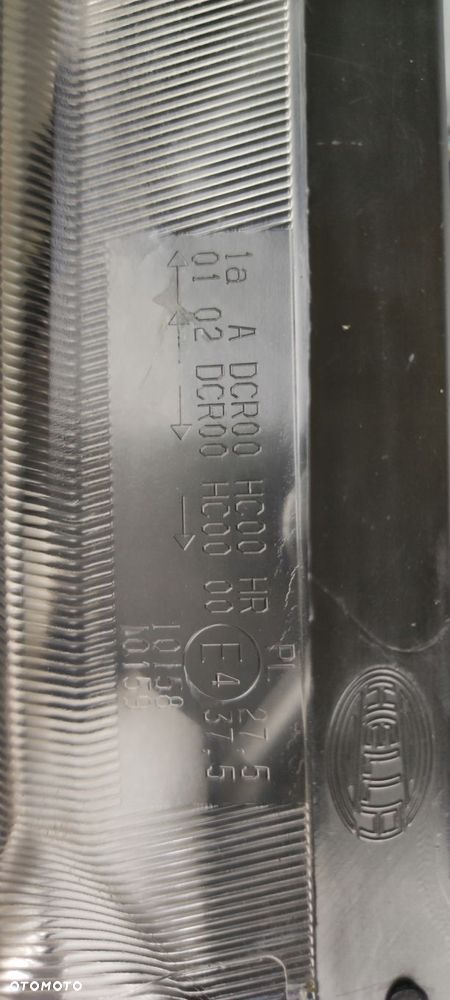 1a A DCR00 HC00 HR PL 27,5
01 02 DCR00 HC00 00 E4 37,5
10158
10159
HELLA
OTOMOTO